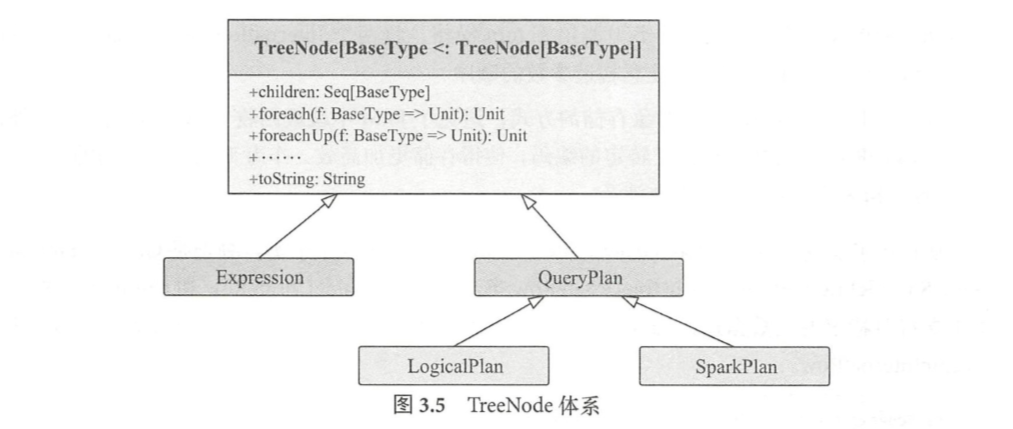 TreeNode[BaseType <: TreeNode[BaseType]]
+children: Seq[BaseType]
+foreach(f: BaseType => Unit): Unit
+foreachUp(f: BaseType => Unit): Unit
+······
+toString: String
Expression
QueryPlan
LogicalPlan
SparkPlan
图 3.5 TreeNode 体系